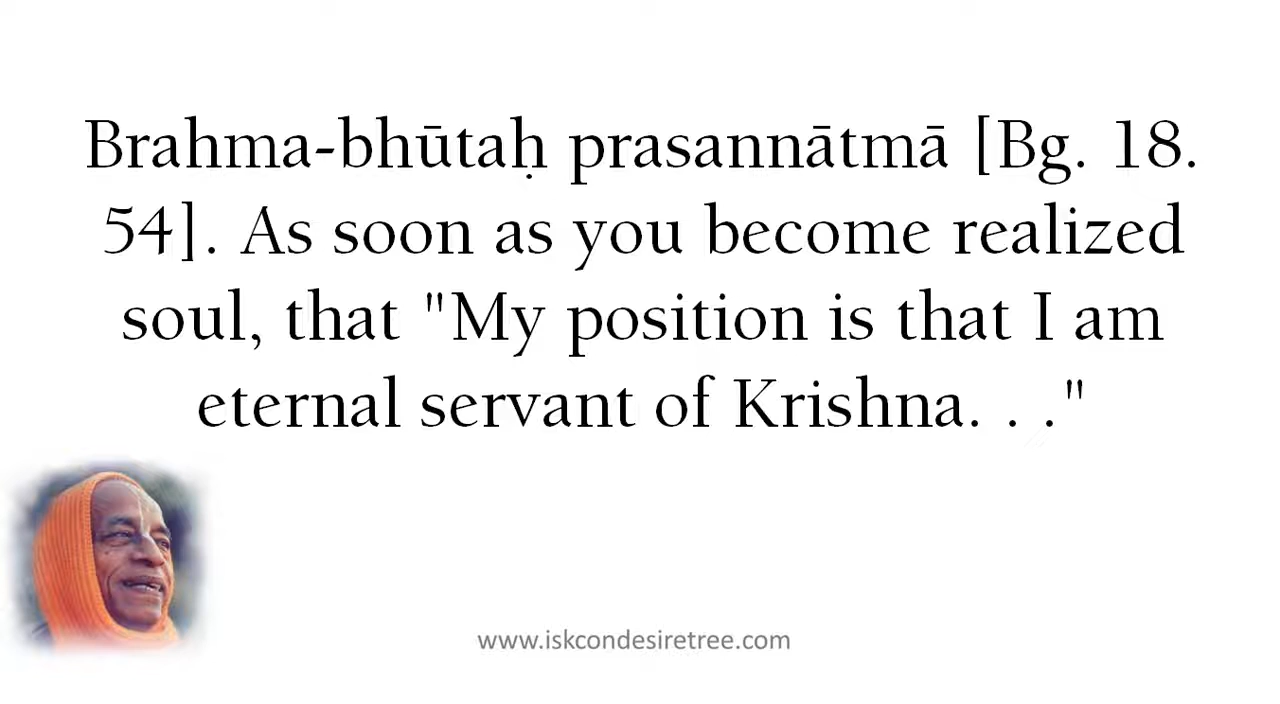 Brahma-bhūtaḥ prasannātmā [Bg. 18.
54]. As soon as you become realized
soul, that "My position is that I am
eternal servant of Krishna. . ."
www.iskcondesiretree.com